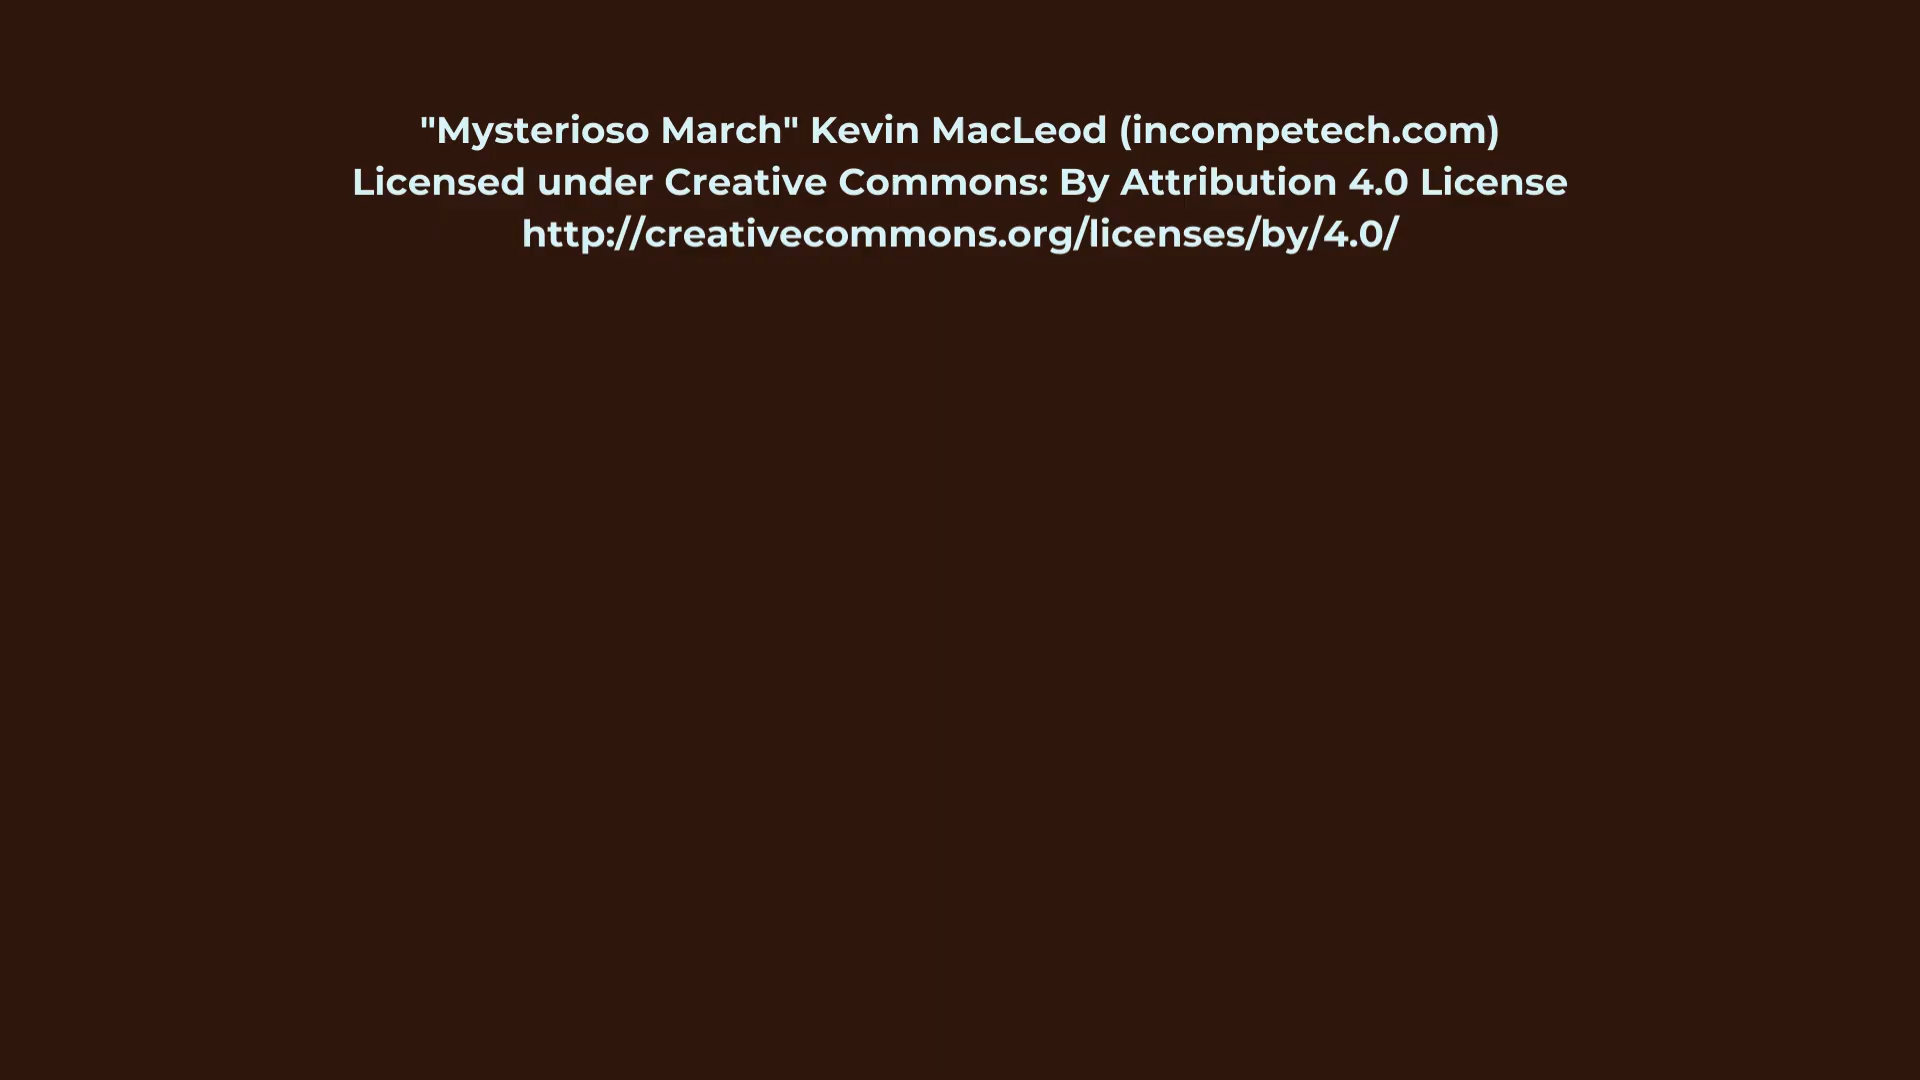 "Mysterioso March" Kevin MacLeod (incompetech.com)
Licensed under Creative Commons: By Attribution 4.0 License
http://creativecommons.org/licenses/by/4.0/